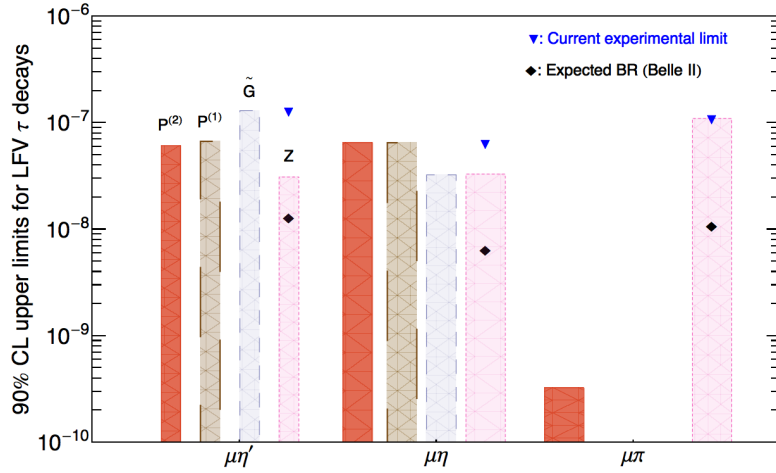 90% CL upper limits for LFV τ decays
10⁻⁶
10⁻⁷
10⁻⁸
10⁻⁹
10⁻¹⁰
▼: Current experimental limit
◆: Expected BR (Belle II)
P⁽²⁾ P⁽¹⁾ G̃ Z
μη′ μη μπ